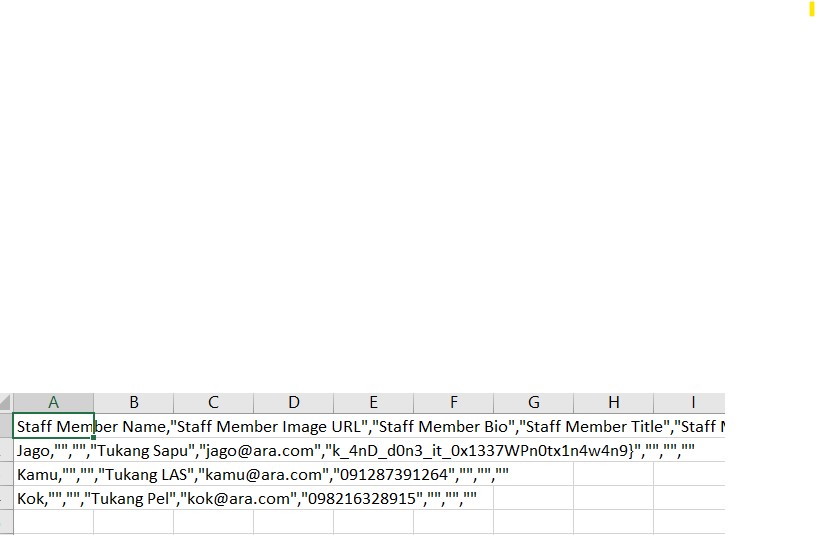 A B C D E F G H I
Staff Member Name,"Staff Member Image URL","Staff Member Bio","Staff Member Title","Staff
Jago,"","","Tukang Sapu","jago@ara.com","k_4nD_d0n3_it_0x1337WPn0tx1n4w4n9}","","",""
Kamu,"","","Tukang LAS","kamu@ara.com","091287391264","","",""
Kok,"","","Tukang Pel","kok@ara.com","098216328915","","",""